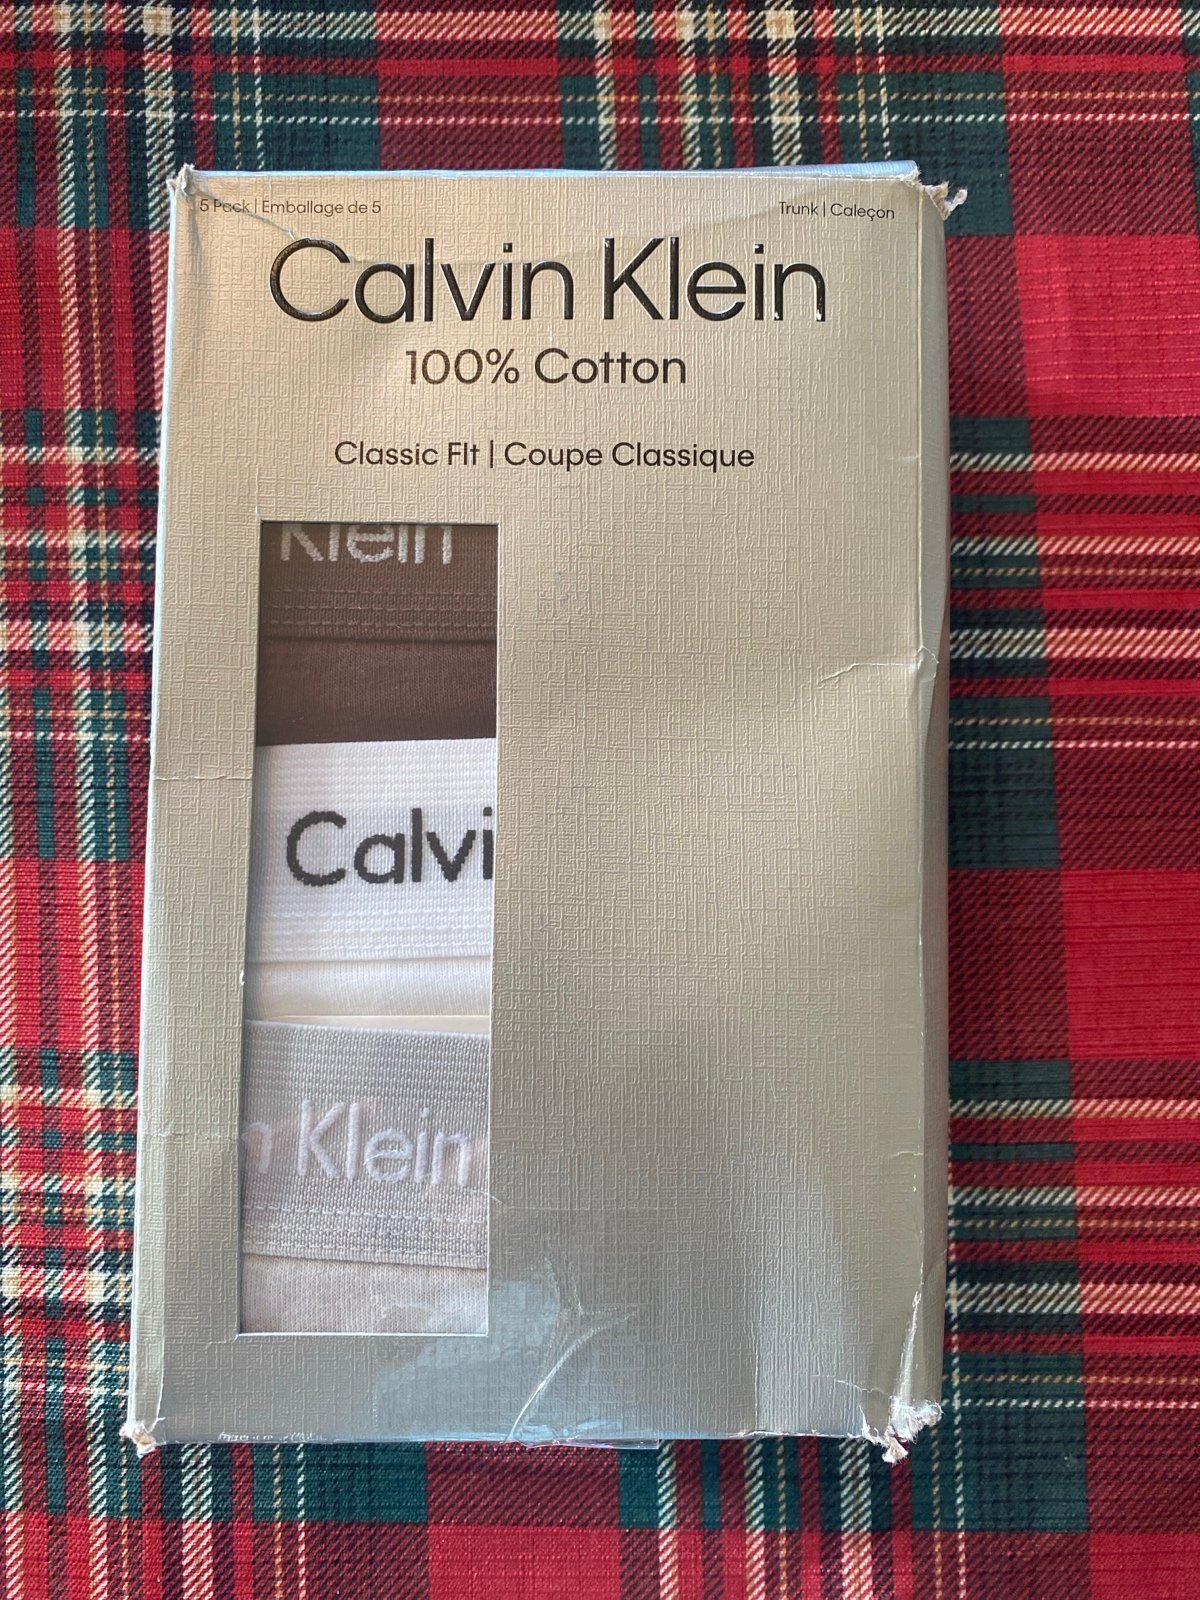 5 Pack | Emballage de 5
Trunk | Caleçon
Calvin Klein
100% Cotton
Classic FIt | Coupe Classique
Klein
Calvi
n Klein